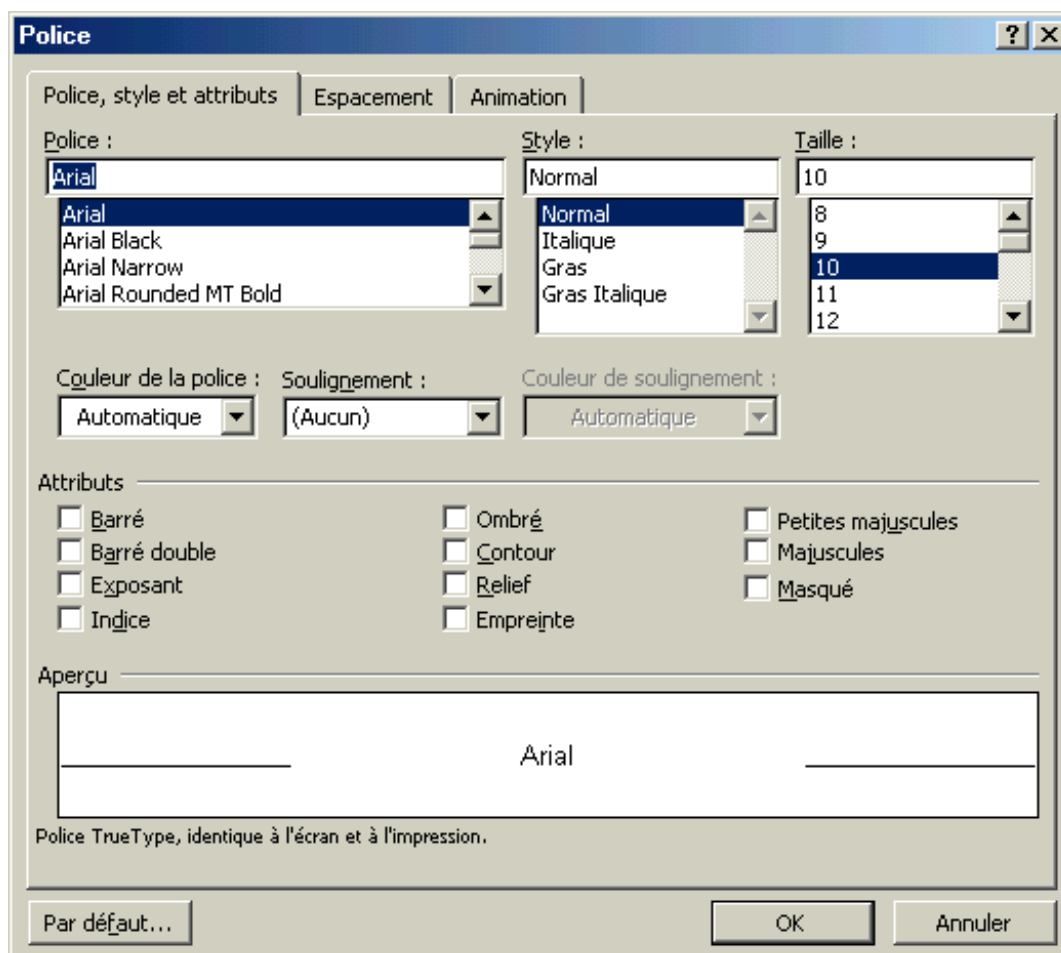 Police
Police, style et attributs Espacement Animation
Police : Style : Taille :
Arial Normal 10
Arial Normal 8
Arial Black Italique 9
Arial Narrow Gras 10
Arial Rounded MT Bold Gras Italique 11
12
Couleur de la police : Soulignement : Couleur de soulignement :
Automatique (Aucun) Automatique
Attributs
Barré Ombré Petites majuscules
Barré double Contour Majuscules
Exposant Relief Masqué
Indice Empreinte
Aperçu
Arial
Police TrueType, identique à l'écran et à l'impression.
Par défaut... OK Annuler